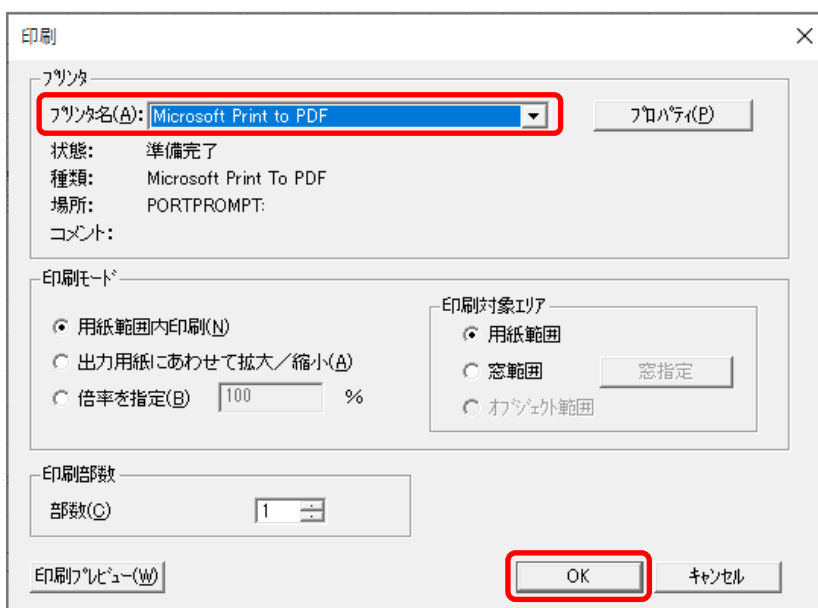 印刷
プリンタ
プリンタ名(A): Microsoft Print to PDF
プロパティ(P)
状態: 準備完了
種類: Microsoft Print To PDF
場所: PORTPROMPT:
コメント:
印刷モード
用紙範囲内印刷(N)
出力用紙にあわせて拡大／縮小(A)
倍率を指定(B) 100 %
印刷対象エリア
用紙範囲
窓範囲 窓指定
オブジェクト範囲
印刷部数
部数(C) 1
印刷プレビュー(W) OK キャンセル